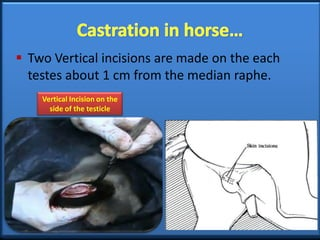 Castration in horse…
▪ Two Vertical incisions are made on the each
testes about 1 cm from the median raphe.
Vertical Incision on the
side of the testicle
Skin incisions